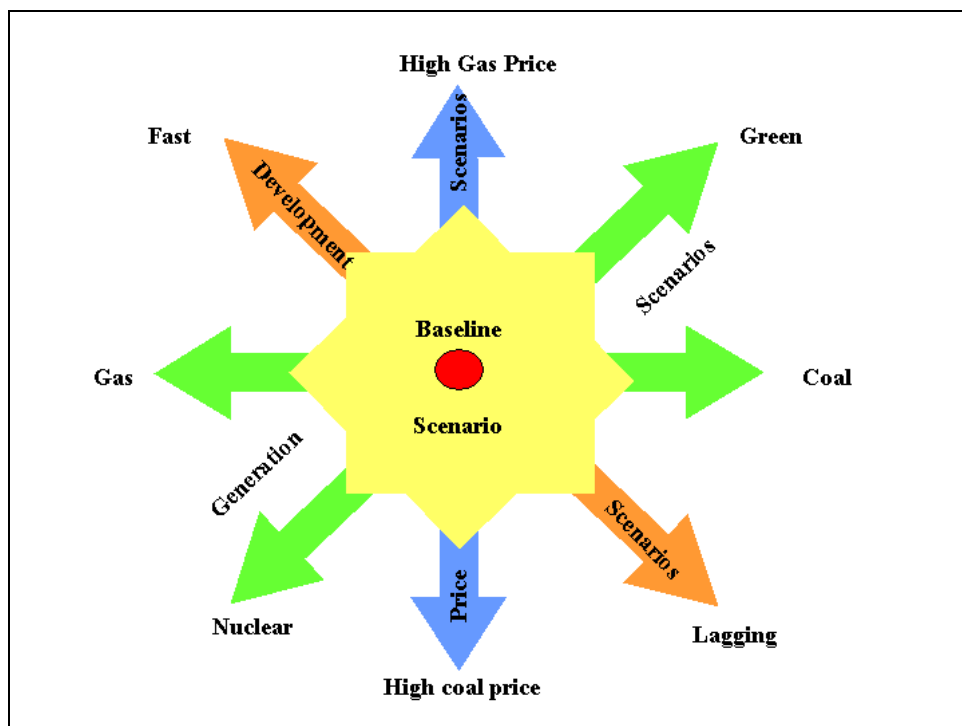 High Gas Price
Fast
Green
Scenarios
Development
Scenarios
Baseline
Gas
Coal
Scenario
Generation
Scenarios
Price
Nuclear
Lagging
High coal price